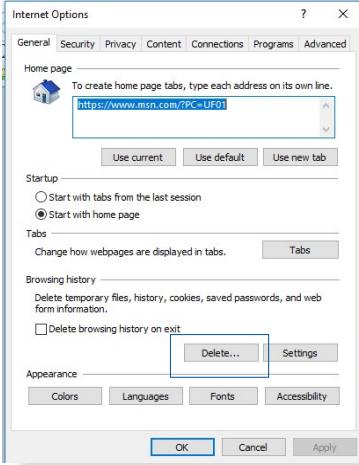 Internet Options ? X
General Security Privacy Content Connections Programs Advanced
Home page
To create home page tabs, type each address on its own line.
https://www.msn.com/?PC=UF01
Use current Use default Use new tab
Startup
Start with tabs from the last session
Start with home page
Tabs
Change how webpages are displayed in tabs. Tabs
Browsing history
Delete temporary files, history, cookies, saved passwords, and web
form information.
Delete browsing history on exit
Delete... Settings
Appearance
Colors Languages Fonts Accessibility
OK Cancel Apply